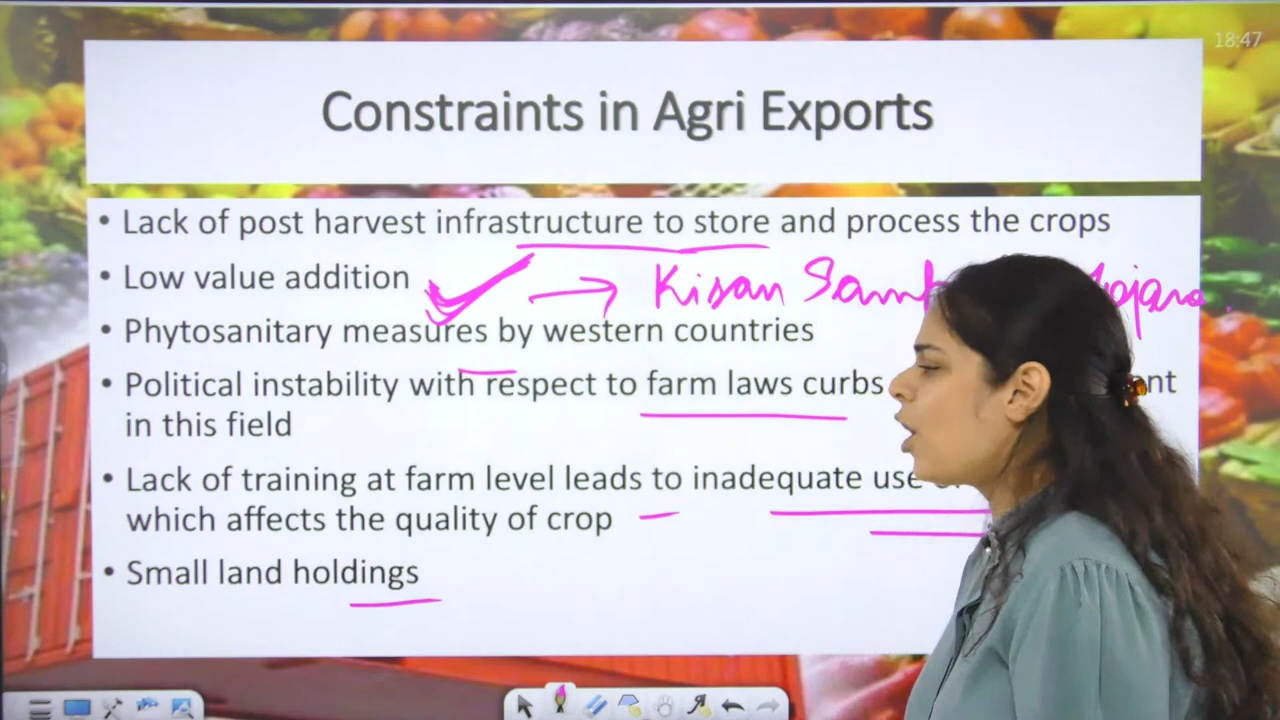 18:47
Constraints in Agri Exports
• Lack of post harvest infrastructure to store and process the crops
• Low value addition → Kisan
• Phytosanitary measures by western countries
• Political instability with respect to farm laws curbs
in this field
• Lack of training at farm level leads to inadequate use
which affects the quality of crop
• Small land holdings